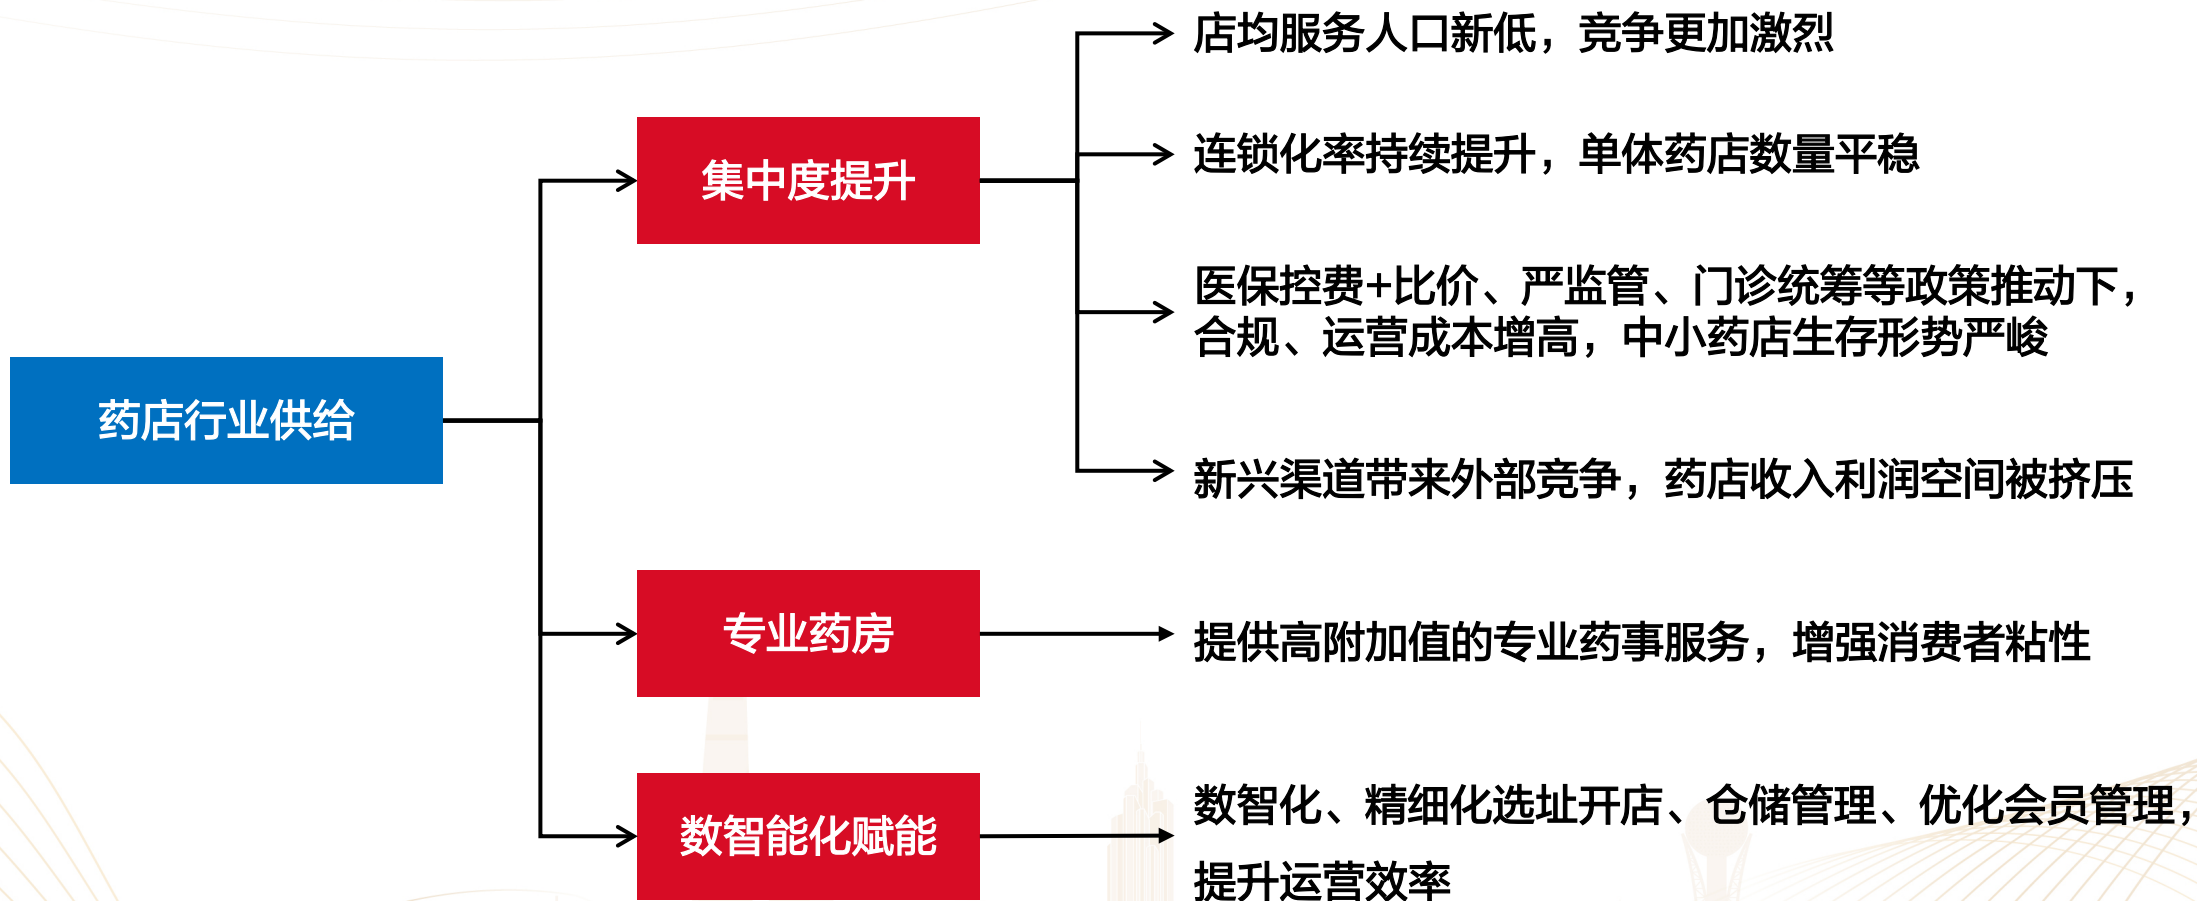 店均服务人口新低，竞争更加激烈
连锁化率持续提升，单体药店数量平稳
集中度提升
医保控费+比价、严监管、门诊统筹等政策推动下，
合规、运营成本增高，中小药店生存形势严峻
药店行业供给
新兴渠道带来外部竞争，药店收入利润空间被挤压
专业药房
提供高附加值的专业药事服务，增强消费者粘性
数智能化赋能
数智化、精细化选址开店、仓储管理、优化会员管理，
提升运营效率